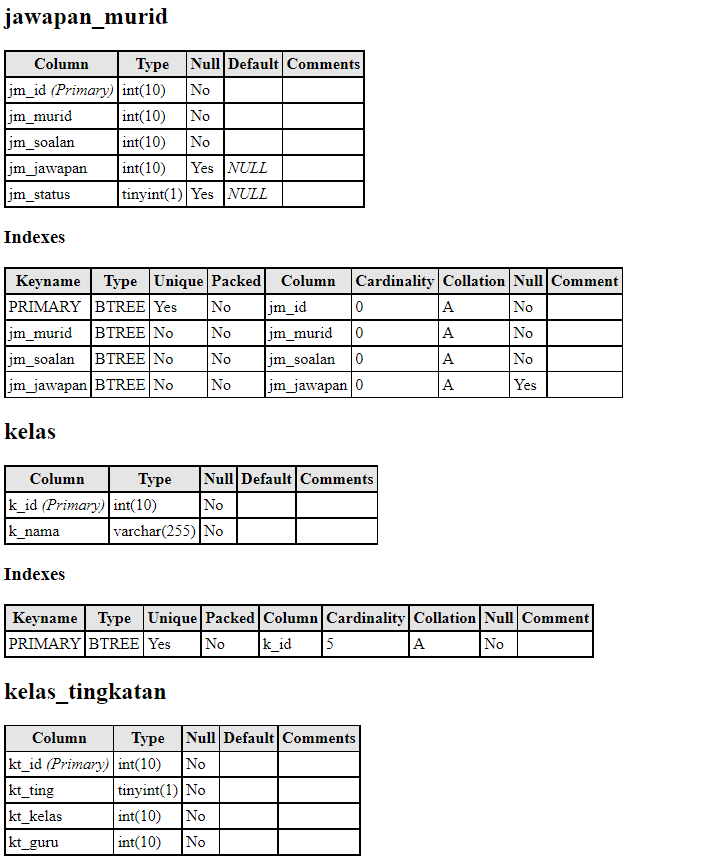 jawapan_murid
Column Type Null Default Comments
jm_id (Primary) int(10) No
jm_murid int(10) No
jm_soalan int(10) No
jm_jawapan int(10) Yes NULL
jm_status tinyint(1) Yes NULL
Indexes
Keyname Type Unique Packed Column Cardinality Collation Null Comment
PRIMARY BTREE Yes No jm_id 0 A No
jm_murid BTREE No No jm_murid 0 A No
jm_soalan BTREE No No jm_soalan 0 A No
jm_jawapan BTREE No No jm_jawapan 0 A Yes
kelas
Column Type Null Default Comments
k_id (Primary) int(10) No
k_nama varchar(255) No
Indexes
Keyname Type Unique Packed Column Cardinality Collation Null Comment
PRIMARY BTREE Yes No k_id 5 A No
kelas_tingkatan
Column Type Null Default Comments
kt_id (Primary) int(10) No
kt_ting tinyint(1) No
kt_kelas int(10) No
kt_guru int(10) No